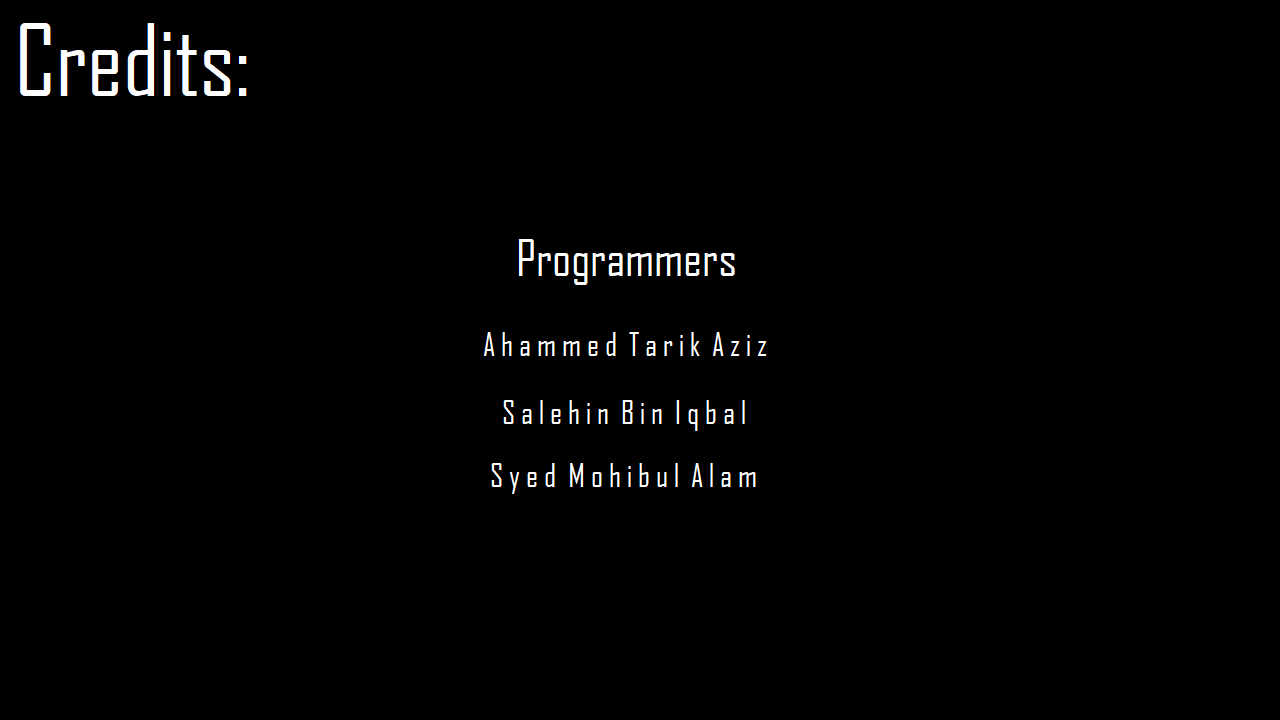 Credits:
Programmers
Ahammed Tarik Aziz
Salehin Bin Iqbal
Syed Mohibul Alam